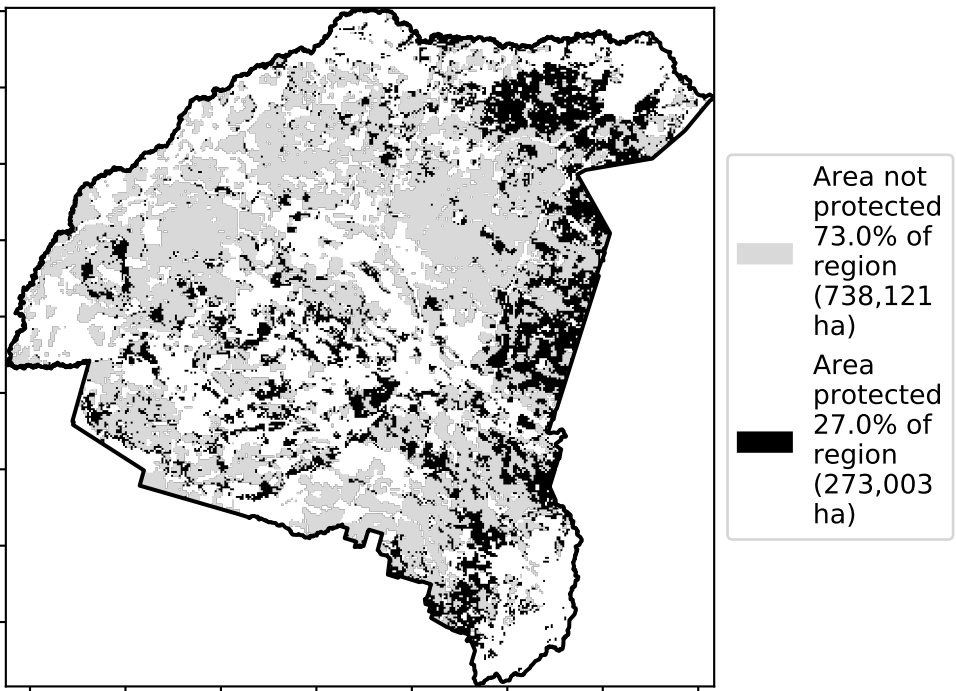 Area not
protected
73.0% of
region
(738,121
ha)
Area
protected
27.0% of
region
(273,003
ha)